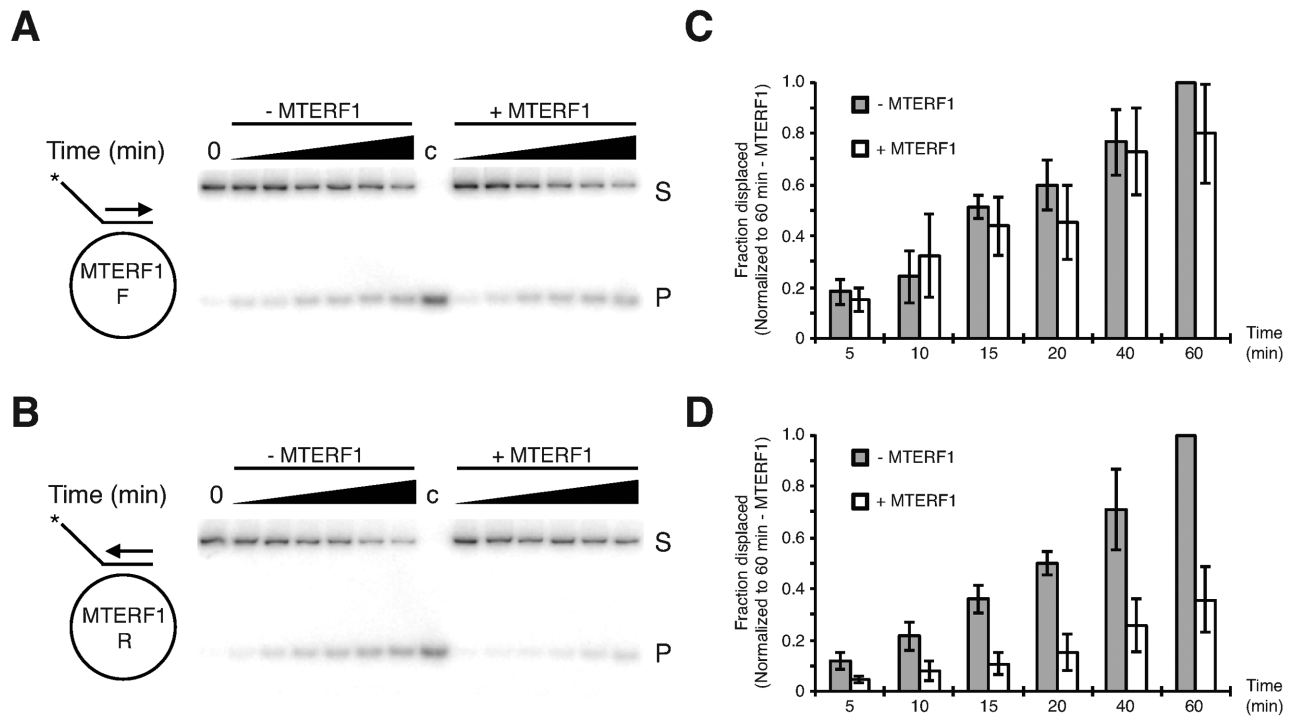 A
- MTERF1
+ MTERF1
Time (min)
0
c
*
S
MTERF1
F
P
B
- MTERF1
+ MTERF1
Time (min)
0
c
*
S
MTERF1
R
P
C
Fraction displaced
(Normalized to 60 min - MTERF1)
1.0
0.8
0.6
0.4
0.2
0
- MTERF1
+ MTERF1
5 10 15 20 40 60
Time
(min)
D
Fraction displaced
(Normalized to 60 min - MTERF1)
1.0
0.8
0.6
0.4
0.2
0
- MTERF1
+ MTERF1
5 10 15 20 40 60
Time
(min)